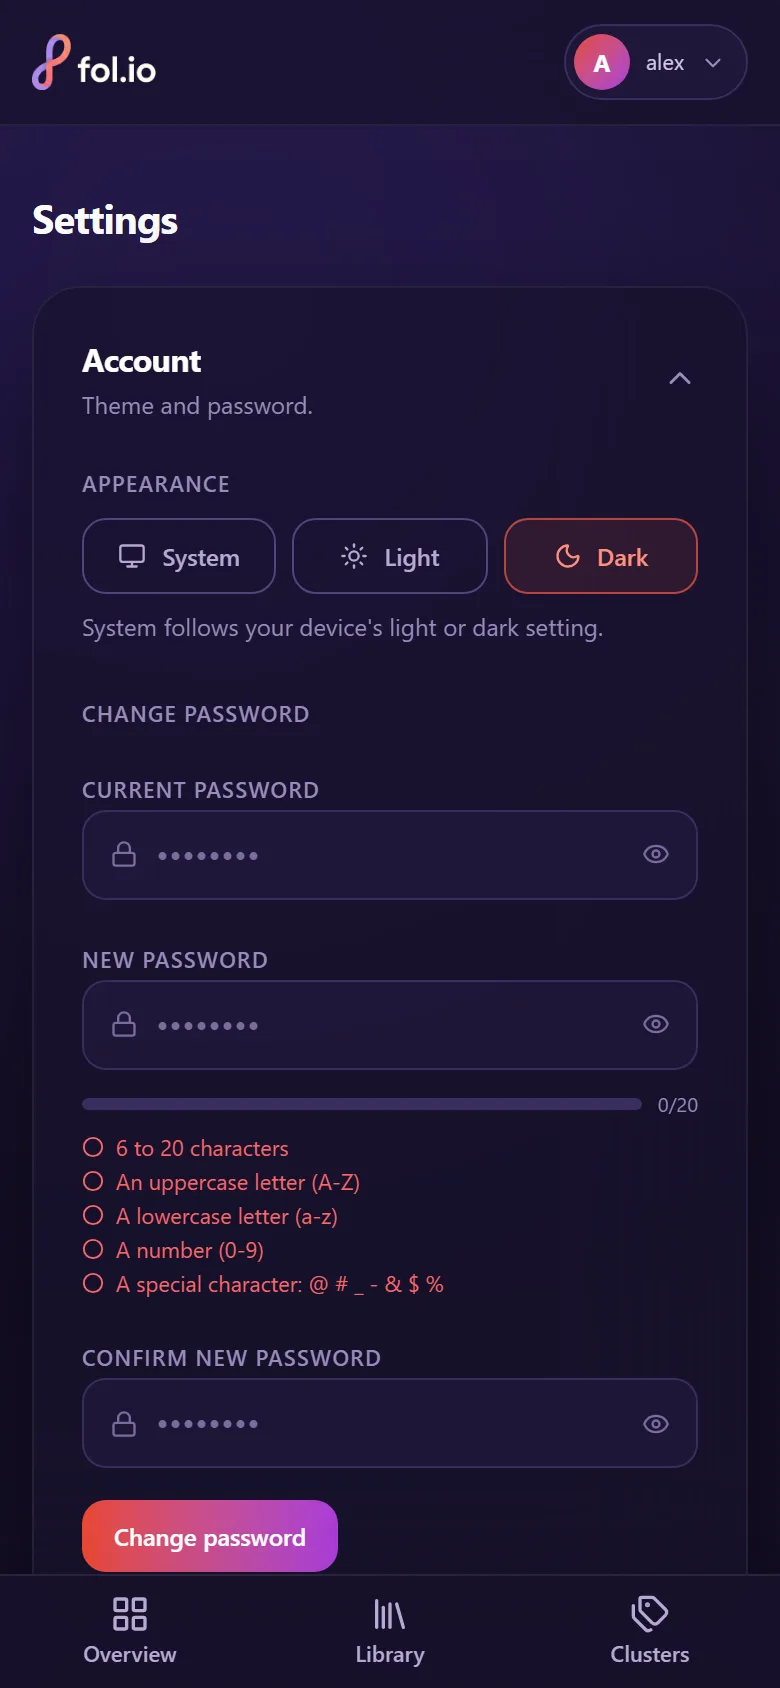 fol.io
A alex
Settings
Account
Theme and password.
APPEARANCE
System Light Dark
System follows your device's light or dark setting.
CHANGE PASSWORD
CURRENT PASSWORD
••••••••
NEW PASSWORD
••••••••
0/20
6 to 20 characters
An uppercase letter (A-Z)
A lowercase letter (a-z)
A number (0-9)
A special character: @ # _ - & $ %
CONFIRM NEW PASSWORD
••••••••
Change password
Overview Library Clusters